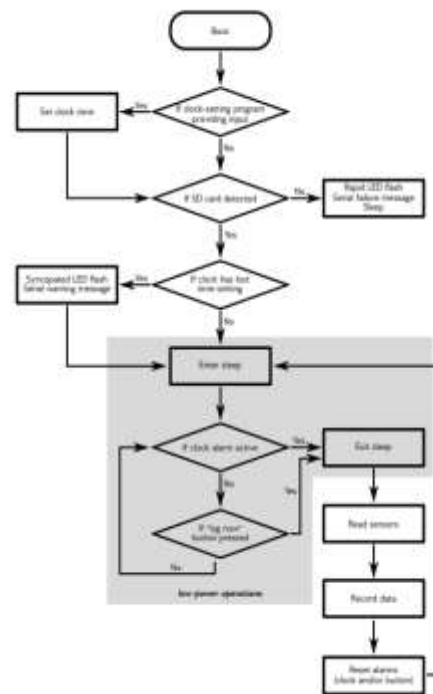 Boot
If clock-setting program
providing input
Yes
Set clock time
No
If SD card detected
No
Rapid LED flash
Serial failure message
Sleep
Yes
If clock has lost
time setting
Yes
Syncopated LED flash
Serial warning message
No
Enter sleep
If clock alarm active
Yes
Exit sleep
No
Yes
If "log now"
button pressed
No
Read sensors
low power operations
Record data
Reset alarms
(clock and/or button)